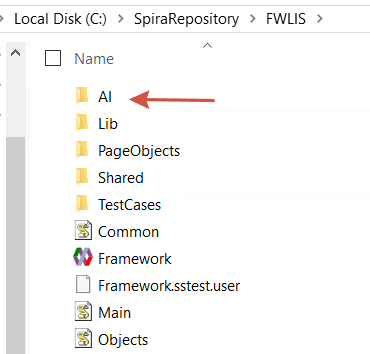 Local Disk (C:) > SpiraRepository > FWLIS >
Name
AI
Lib
PageObjects
Shared
TestCases
Common
Framework
Framework.sstest.user
Main
Objects